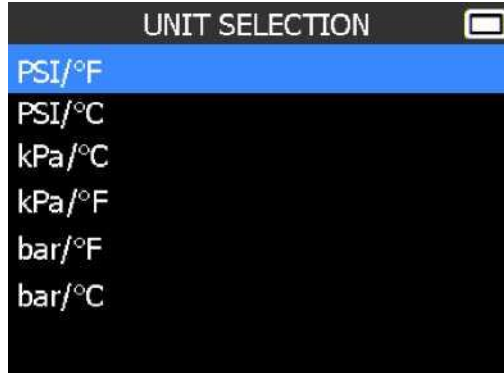 UNIT SELECTION
PSI/°F
PSI/°C
kPa/°C
kPa/°F
bar/°F
bar/°C